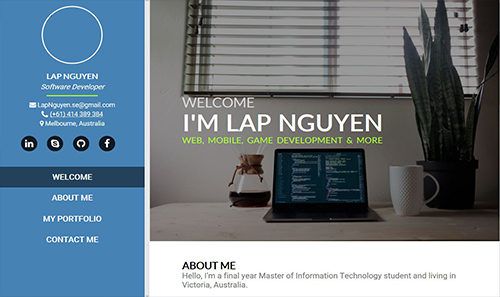 LAP NGUYEN
Software Developer
LapNguyen.se@gmail.com
(+61) 414 389 384
Melbourne, Australia
WELCOME
ABOUT ME
MY PORTFOLIO
CONTACT ME
WELCOME
I'M LAP NGUYEN
WEB, MOBILE, GAME DEVELOPMENT & MORE
ABOUT ME
Hello, I'm a final year Master of Information Technology student and living in
Victoria, Australia.